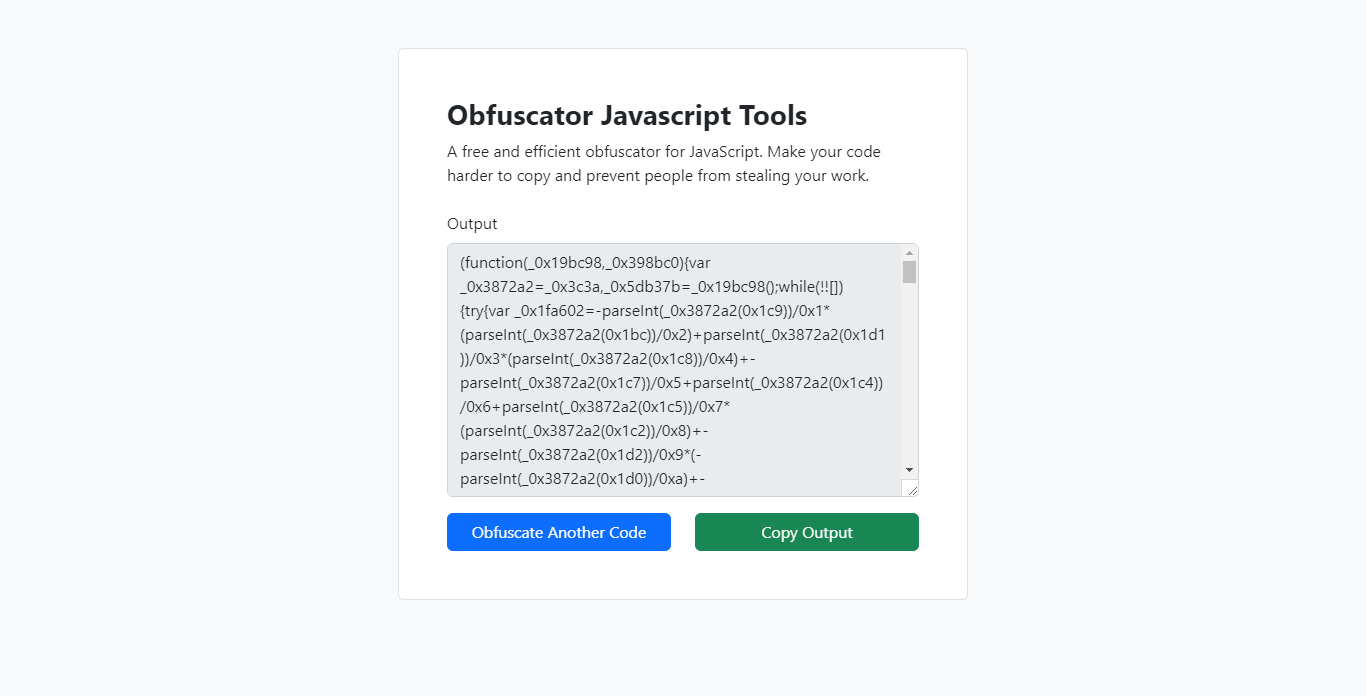 Obfuscator Javascript Tools
A free and efficient obfuscator for JavaScript. Make your code
harder to copy and prevent people from stealing your work.
Output
(function(_0x19bc98,_0x398bc0){var
_0x3872a2=_0x3c3a,_0x5db37b=_0x19bc98();while(!![])
{try{var _0x1fa602=-parseInt(_0x3872a2(0x1c9))/0x1*
(parseInt(_0x3872a2(0x1bc))/0x2)+parseInt(_0x3872a2(0x1d1
))/0x3*(parseInt(_0x3872a2(0x1c8))/0x4)+-
parseInt(_0x3872a2(0x1c7))/0x5+parseInt(_0x3872a2(0x1c4))
/0x6+parseInt(_0x3872a2(0x1c5))/0x7*
(parseInt(_0x3872a2(0x1c2))/0x8)+-
parseInt(_0x3872a2(0x1d2))/0x9*(-
parseInt(_0x3872a2(0x1d0))/0xa)+-
Obfuscate Another Code
Copy Output